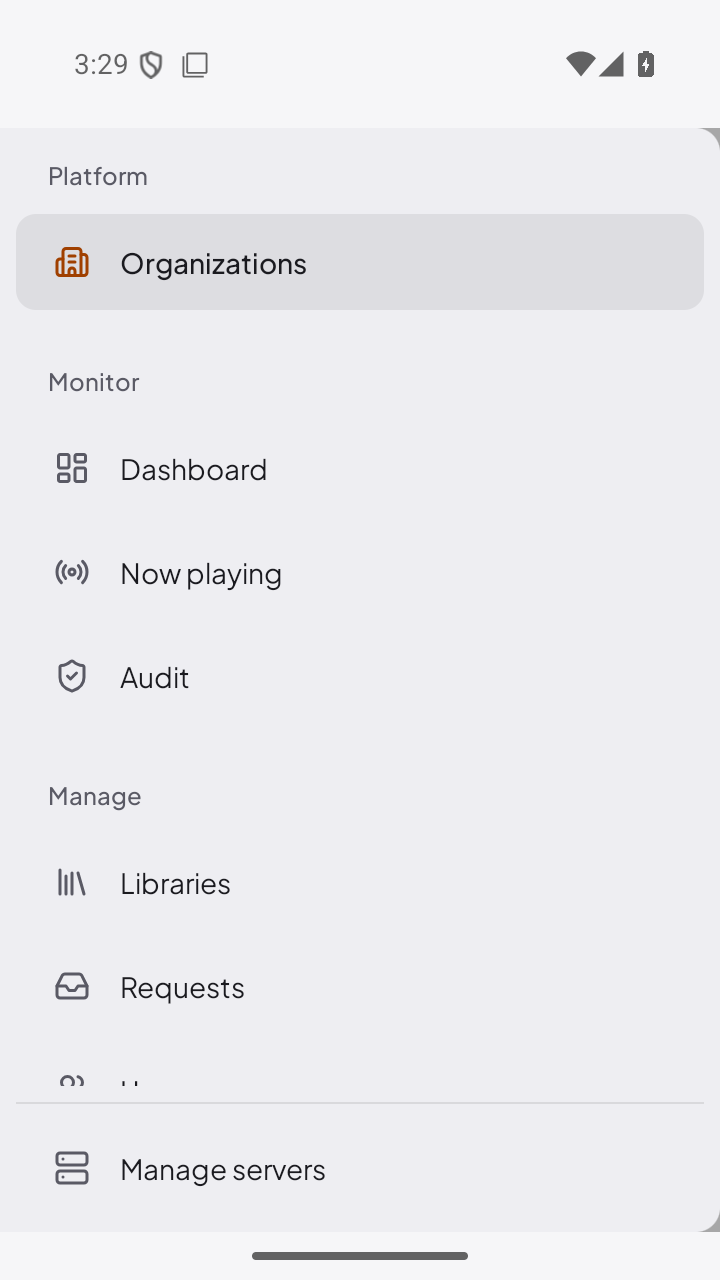 3:29
Platform
Organizations
Monitor
Dashboard
Now playing
Audit
Manage
Libraries
Requests
Manage servers